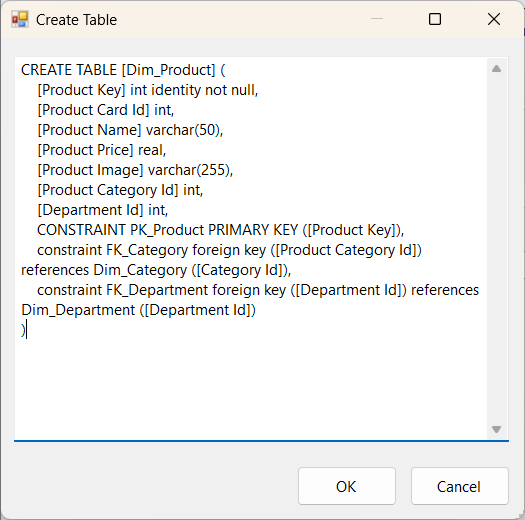 Create Table
CREATE TABLE [Dim_Product] (
    [Product Key] int identity not null,
    [Product Card Id] int,
    [Product Name] varchar(50),
    [Product Price] real,
    [Product Image] varchar(255),
    [Product Category Id] int,
    [Department Id] int,
    CONSTRAINT PK_Product PRIMARY KEY ([Product Key]),
    constraint FK_Category foreign key ([Product Category Id])
references Dim_Category ([Category Id]),
    constraint FK_Department foreign key ([Department Id]) references
Dim_Department ([Department Id])
)
OK
Cancel